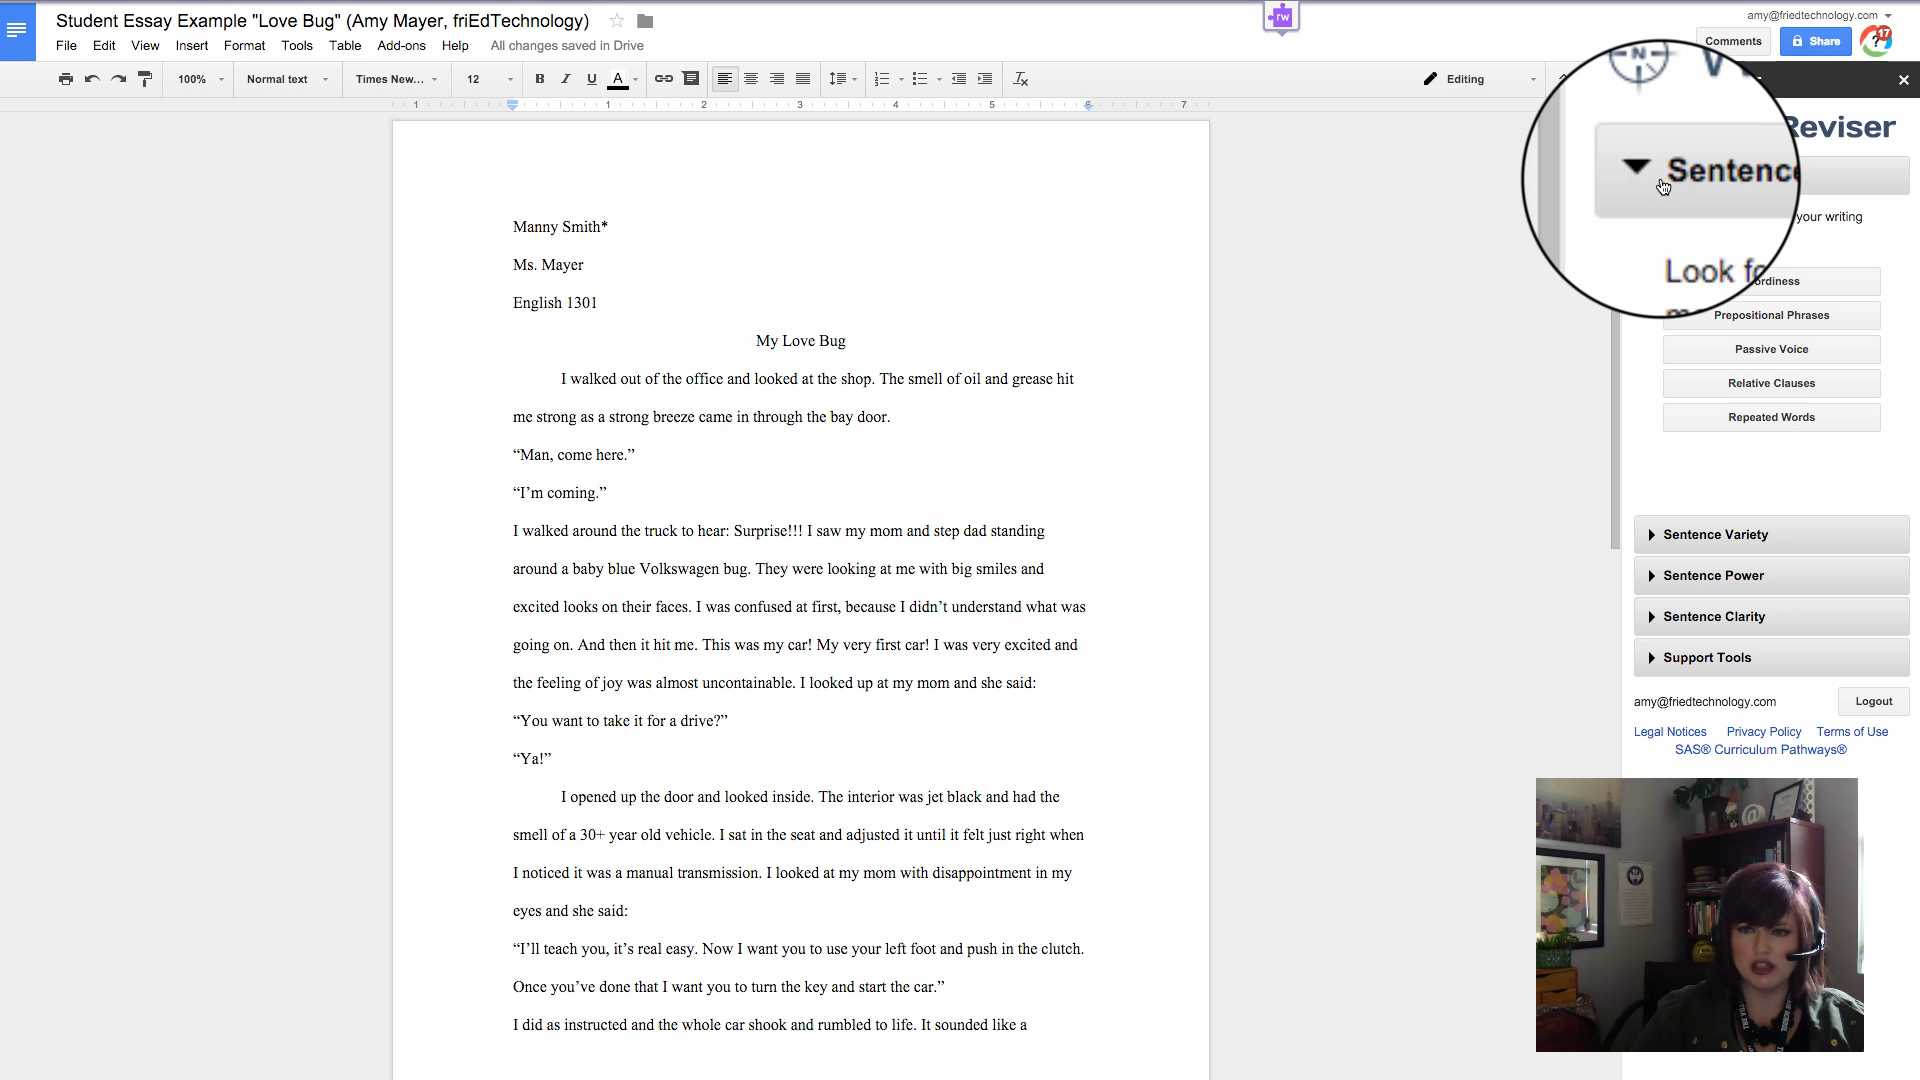 Student Essay Example "Love Bug" (Amy Mayer, friEdTechnology)
rw
amy@friedtechnology.com
File Edit View Insert Format Tools Table Add-ons Help All changes saved in Drive
Comments
Share
17
100% Normal text Times New... 12 B I U A
Editing
1 1 2 3 4 5 6 7
N
Reviser
Sentence
your writing
Look fo
rdiness
Prepositional Phrases
Passive Voice
Relative Clauses
Repeated Words
Sentence Variety
Sentence Power
Sentence Clarity
Support Tools
amy@friedtechnology.com Logout
Legal Notices Privacy Policy Terms of Use
SAS® Curriculum Pathways®
Manny Smith*
Ms. Mayer
English 1301
My Love Bug
I walked out of the office and looked at the shop. The smell of oil and grease hit
me strong as a strong breeze came in through the bay door.
“Man, come here.”
“I’m coming.”
I walked around the truck to hear: Surprise!!! I saw my mom and step dad standing
around a baby blue Volkswagen bug. They were looking at me with big smiles and
excited looks on their faces. I was confused at first, because I didn’t understand what was
going on. And then it hit me. This was my car! My very first car! I was very excited and
the feeling of joy was almost uncontainable. I looked up at my mom and she said:
“You want to take it for a drive?”
“Ya!”
I opened up the door and looked inside. The interior was jet black and had the
smell of a 30+ year old vehicle. I sat in the seat and adjusted it until it felt just right when
I noticed it was a manual transmission. I looked at my mom with disappointment in my
eyes and she said:
“I’ll teach you, it’s real easy. Now I want you to use your left foot and push in the clutch.
Once you’ve done that I want you to turn the key and start the car.”
I did as instructed and the whole car shook and rumbled to life. It sounded like a